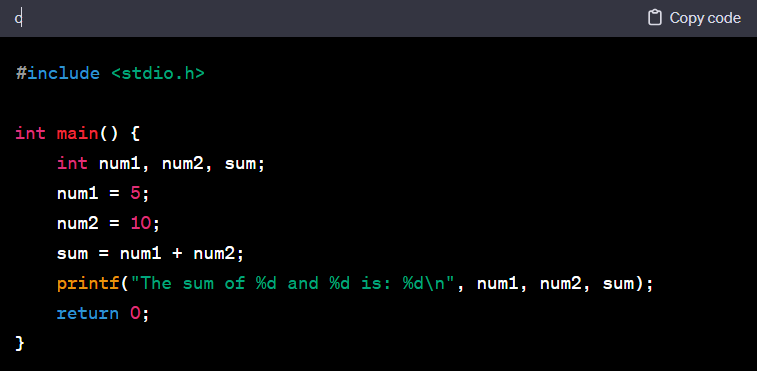 c
Copy code
#include <stdio.h>
int main() {
    int num1, num2, sum;
    num1 = 5;
    num2 = 10;
    sum = num1 + num2;
    printf("The sum of %d and %d is: %d\n", num1, num2, sum);
    return 0;
}